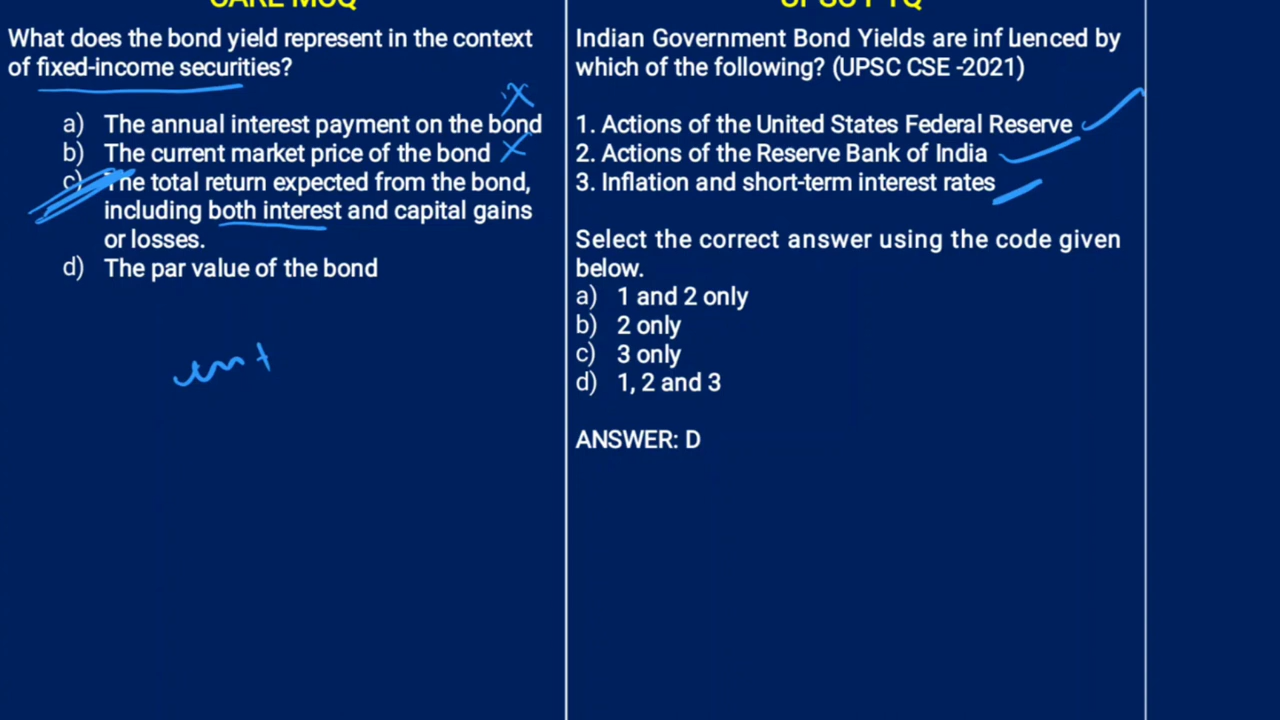 CARE MCQ
What does the bond yield represent in the context
of fixed-income securities?
a) The annual interest payment on the bond
b) The current market price of the bond
c) The total return expected from the bond,
including both interest and capital gains
or losses.
d) The par value of the bond
int
UPSC PYQ
Indian Government Bond Yields are influenced by
which of the following? (UPSC CSE -2021)
1. Actions of the United States Federal Reserve
2. Actions of the Reserve Bank of India
3. Inflation and short-term interest rates
Select the correct answer using the code given
below.
a) 1 and 2 only
b) 2 only
c) 3 only
d) 1, 2 and 3
ANSWER: D